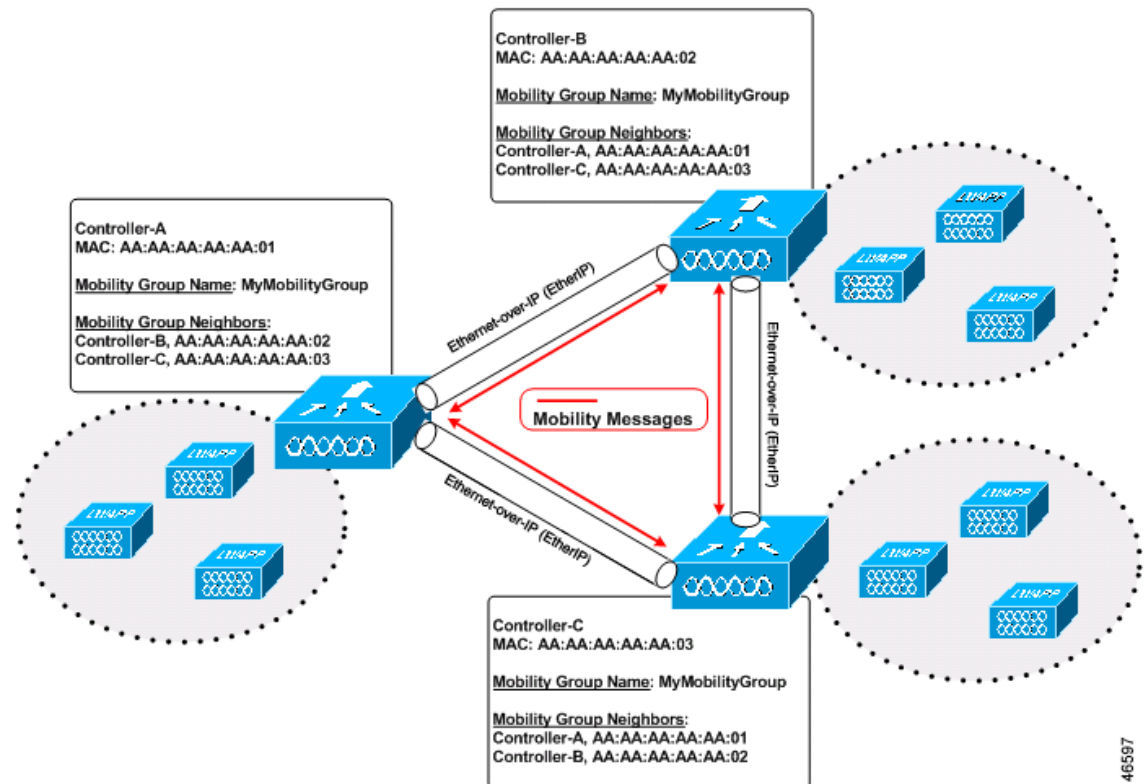 Controller-B
MAC: AA:AA:AA:AA:AA:02
Mobility Group Name: MyMobilityGroup
Mobility Group Neighbors:
Controller-A, AA:AA:AA:AA:AA:01
Controller-C, AA:AA:AA:AA:AA:03
Controller-A
MAC: AA:AA:AA:AA:AA:01
Mobility Group Name: MyMobilityGroup
Mobility Group Neighbors:
Controller-B, AA:AA:AA:AA:AA:02
Controller-C, AA:AA:AA:AA:AA:03
LWAPP
LWAPP
LWAPP
Ethernet-over-IP (EtherIP)
Ethernet-over-IP (EtherIP)
Mobility Messages
LWAPP
LWAPP
LWAPP
Ethernet-over-IP (EtherIP)
LWAPP
LWAPP
LWAPP
Controller-C
MAC: AA:AA:AA:AA:AA:03
Mobility Group Name: MyMobilityGroup
Mobility Group Neighbors:
Controller-A, AA:AA:AA:AA:AA:01
Controller-B, AA:AA:AA:AA:AA:02
46597